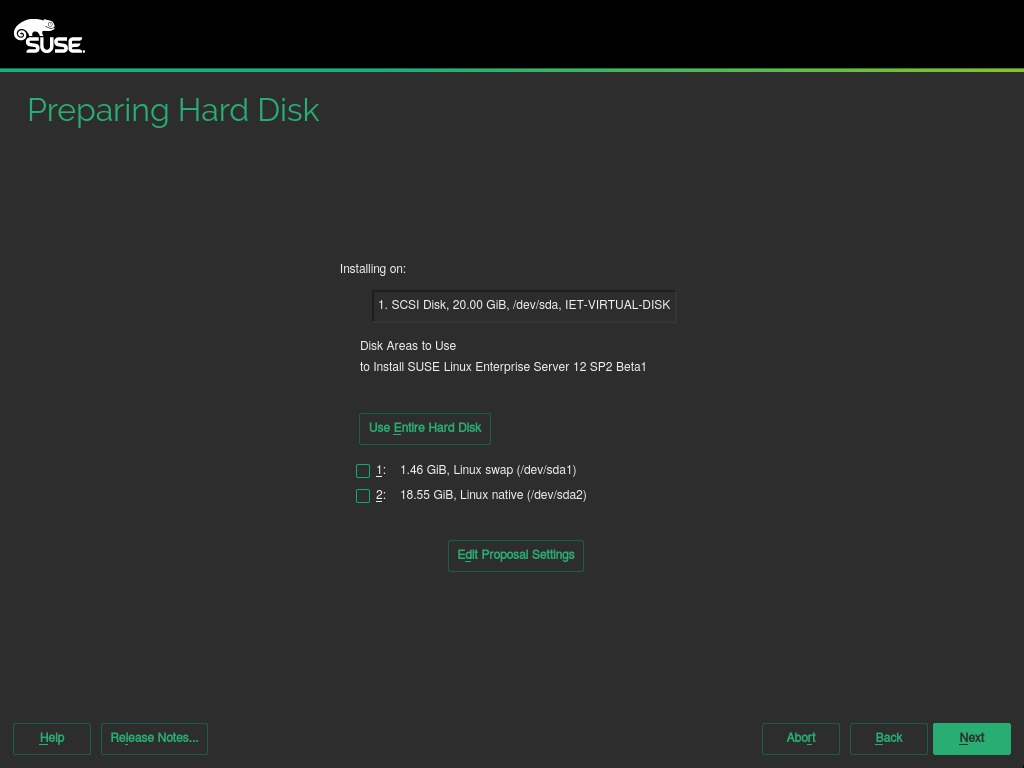 SUSE.
Preparing Hard Disk
Installing on:
1. SCSI Disk, 20.00 GiB, /dev/sda, IET-VIRTUAL-DISK
Disk Areas to Use
to Install SUSE Linux Enterprise Server 12 SP2 Beta1
Use Entire Hard Disk
1: 1.46 GiB, Linux swap (/dev/sda1)
2: 18.55 GiB, Linux native (/dev/sda2)
Edit Proposal Settings
Help Release Notes... Abort Back Next